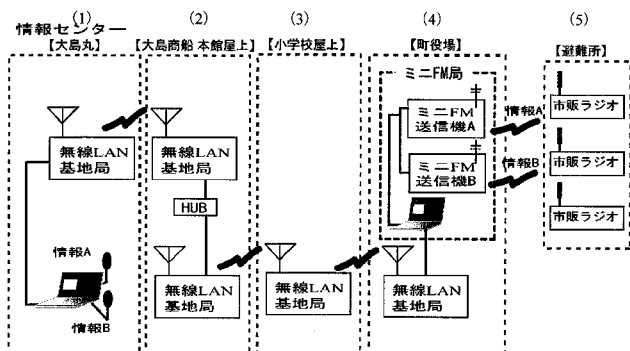 (1)
(2)
(3)
(4)
(5)
情報センター
【大島丸】
【大島商船 本館屋上】
【小学校屋上】
【町役場】
【避難所】
無線LAN
基地局
情報A
情報B
無線LAN
基地局
HUB
無線LAN
基地局
無線LAN
基地局
ミニFM局
ミニFM
送信機A
ミニFM
送信機B
無線LAN
基地局
情報A
情報B
市販ラジオ
市販ラジオ
市販ラジオ